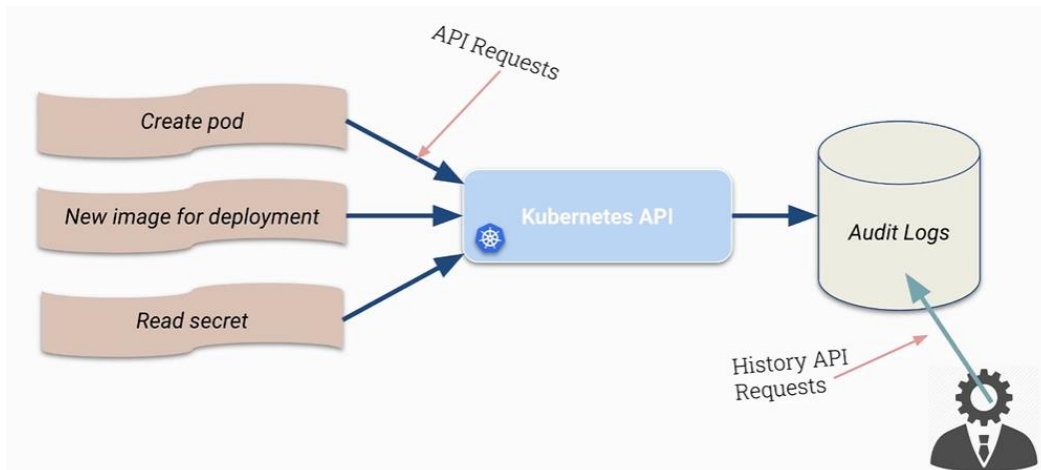 API Requests
Create pod
New image for deployment
Kubernetes API
Audit Logs
Read secret
History API
Requests